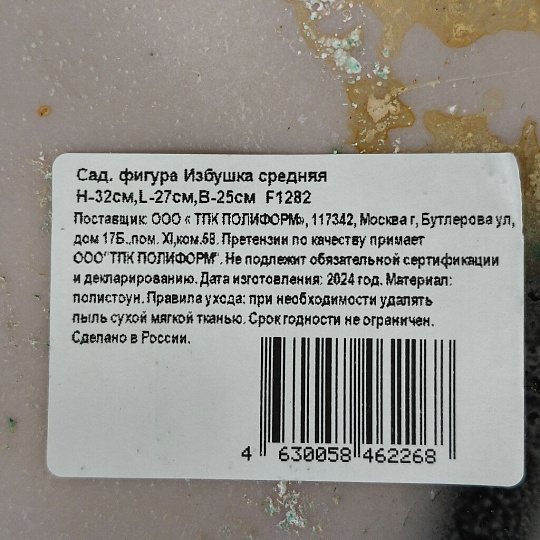 Сад. фигура Избушка средняя
H-32см,L-27см,B-25см F1282
Поставщик: ООО « ТПК ПОЛИФОРМ», 117342, Москва г, Бутлерова ул,
дом 17Б.,пом. XI,ком.58. Претензии по качеству примает
ООО"ТПК ПОЛИФОРМ". Не подлежит обязательной сертификации
и декларированию. Дата изготовления: 2024 год. Материал:
полистоун. Правила ухода: при необходимости удалять
пыль сухой мягкой тканью. Срок годности не ограничен.
Сделано в России.
4 630058 462268